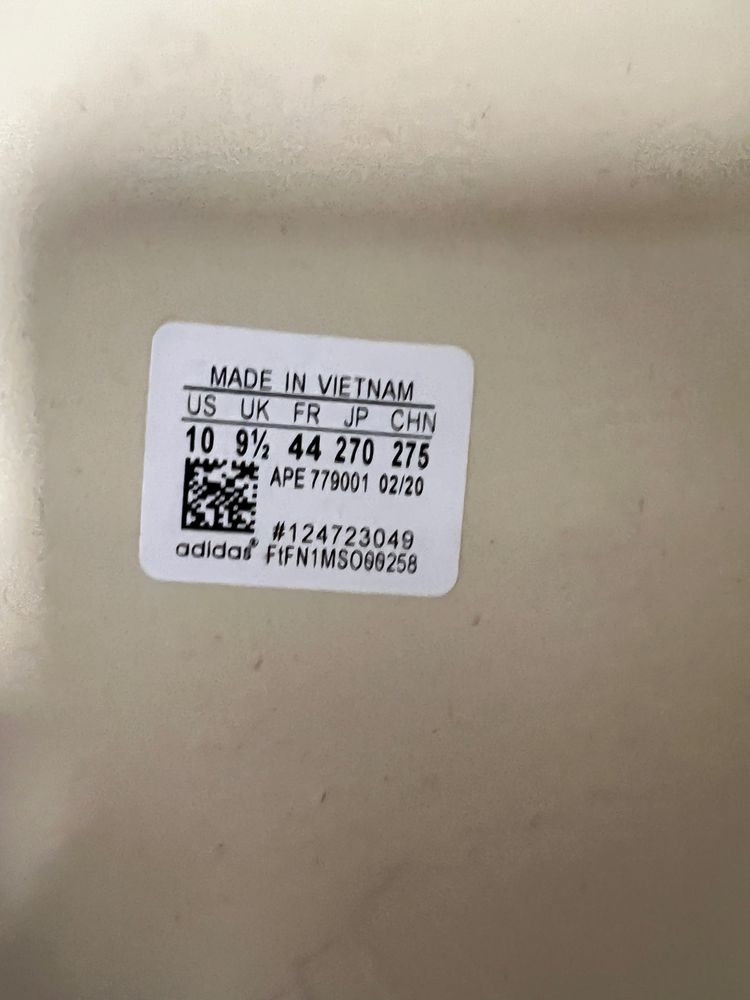 MADE IN VIETNAM
US UK FR JP CHN
10 9½ 44 270 275
APE 779001 02/20
#124723049
adidas® FtFN1MSO00258